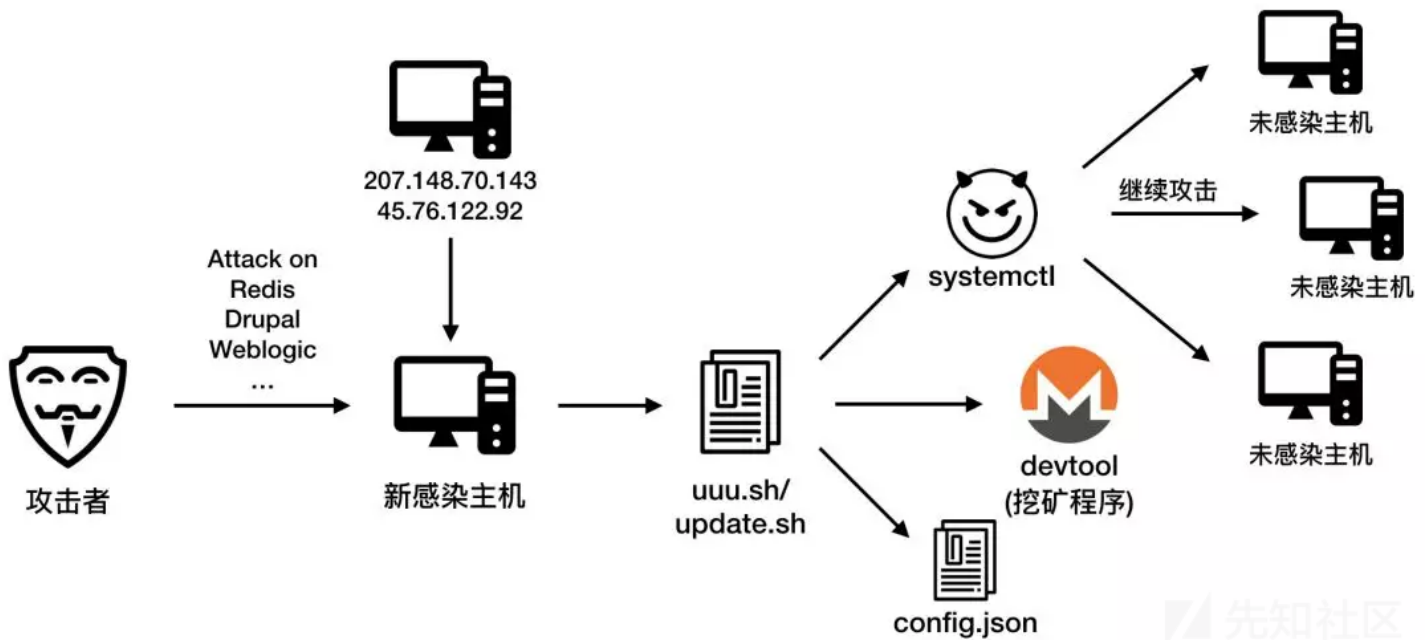 207.148.70.143
45.76.122.92
Attack on
Redis
Drupal
Weblogic
...
攻击者
新感染主机
uuu.sh/
update.sh
systemctl
devtool
(挖矿程序)
config.json
继续攻击
未感染主机
未感染主机
未感染主机
先知社区